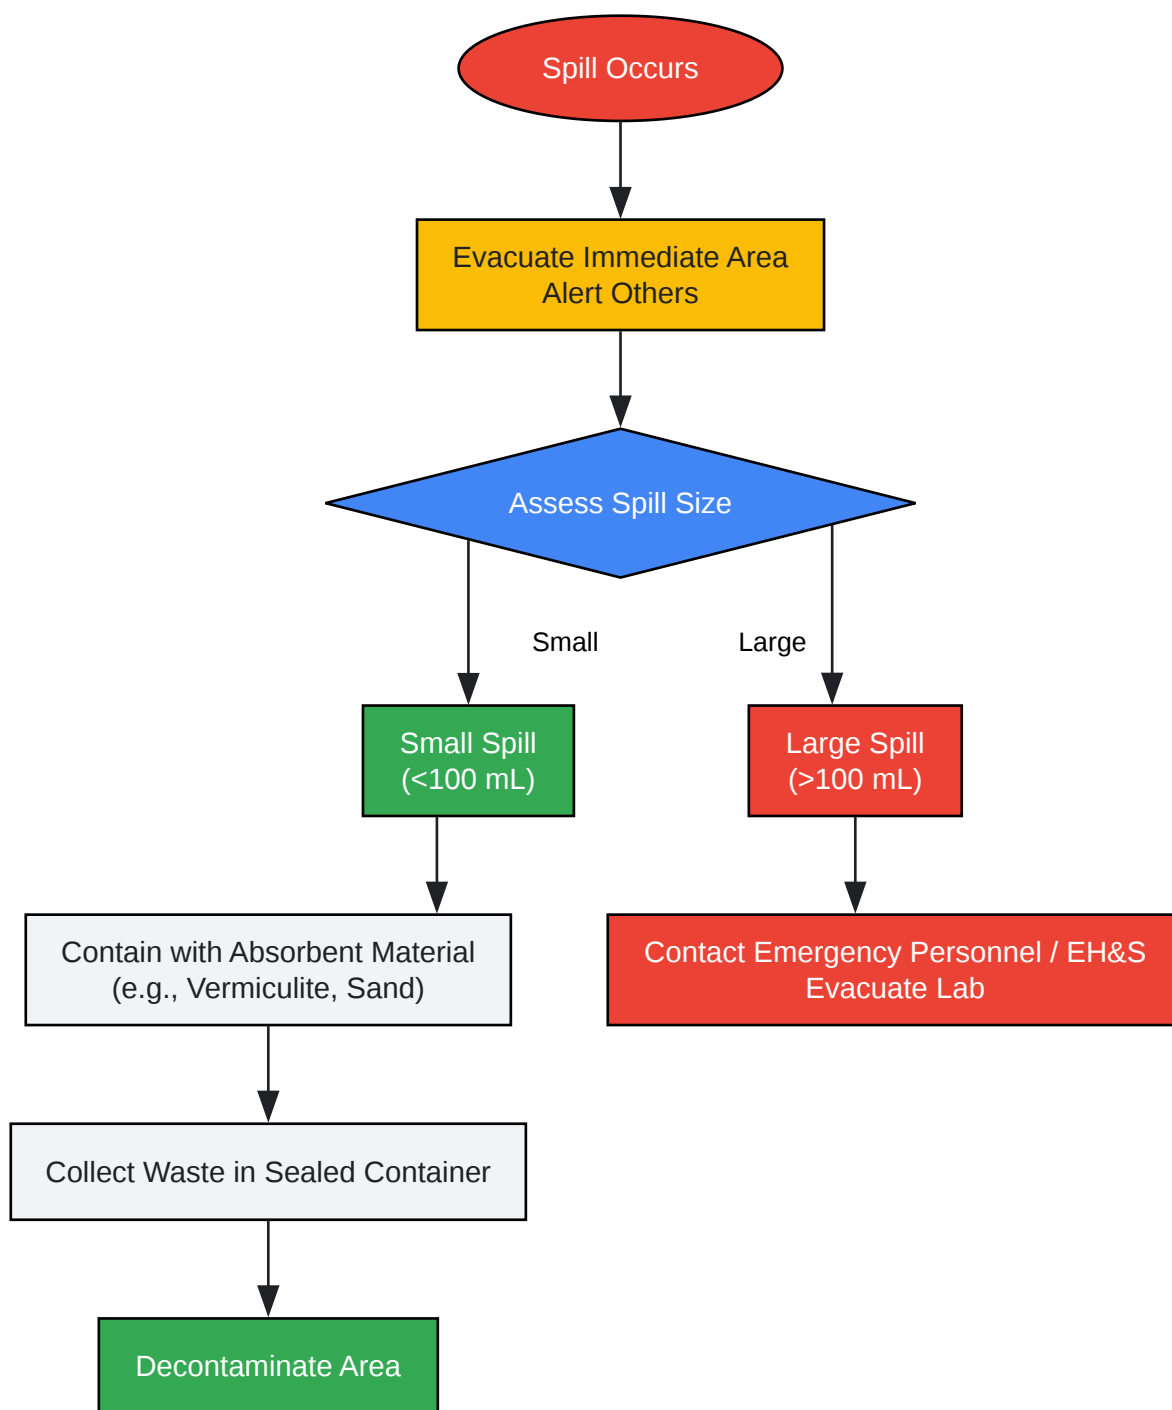 Spill Occurs
Evacuate Immediate Area
Alert Others
Assess Spill Size
Small
Large
Small Spill
(<100 mL)
Large Spill
(>100 mL)
Contain with Absorbent Material
(e.g., Vermiculite, Sand)
Contact Emergency Personnel / EH&S
Evacuate Lab
Collect Waste in Sealed Container
Decontaminate Area